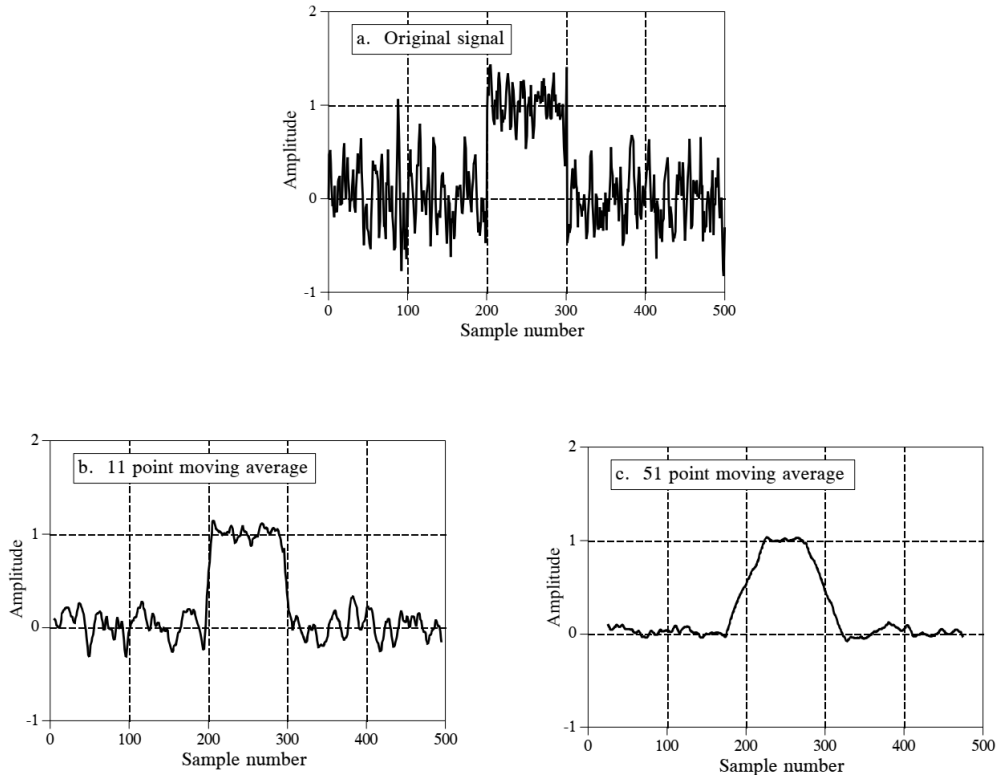 2
a. Original signal
1
Amplitude
0
-1
0 100 200 300 400 500
Sample number
2
b. 11 point moving average
1
Amplitude
0
-1
0 100 200 300 400 500
Sample number
2
c. 51 point moving average
1
Amplitude
0
-1
0 100 200 300 400 500
Sample number